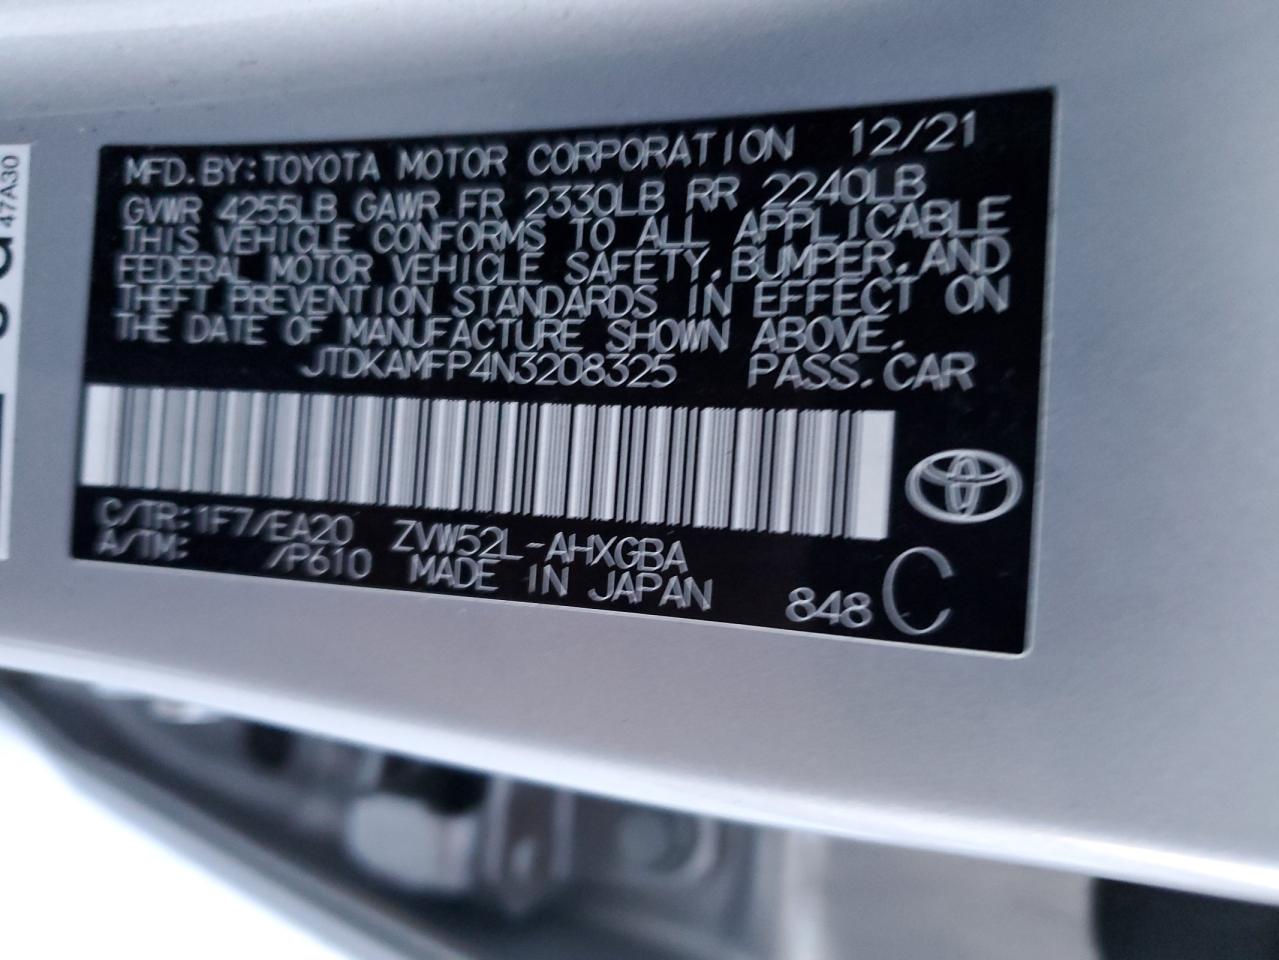 MFD.BY:TOYOTA MOTOR CORPORATION 12/21
GVWR 4255LB GAWR FR 2330LB RR 2240LB
THIS VEHICLE CONFORMS TO ALL APPLICABLE
FEDERAL MOTOR VEHICLE SAFETY,BUMPER,AND
THEFT PREVENTION STANDARDS IN EFFECT ON
THE DATE OF MANUFACTURE SHOWN ABOVE.
JTDKAMFP4N3208325 PASS.CAR
C/TR:1F7/EA20 ZVW52L-AHXGBA
A/TM: /P610 MADE IN JAPAN 848 C
47A30